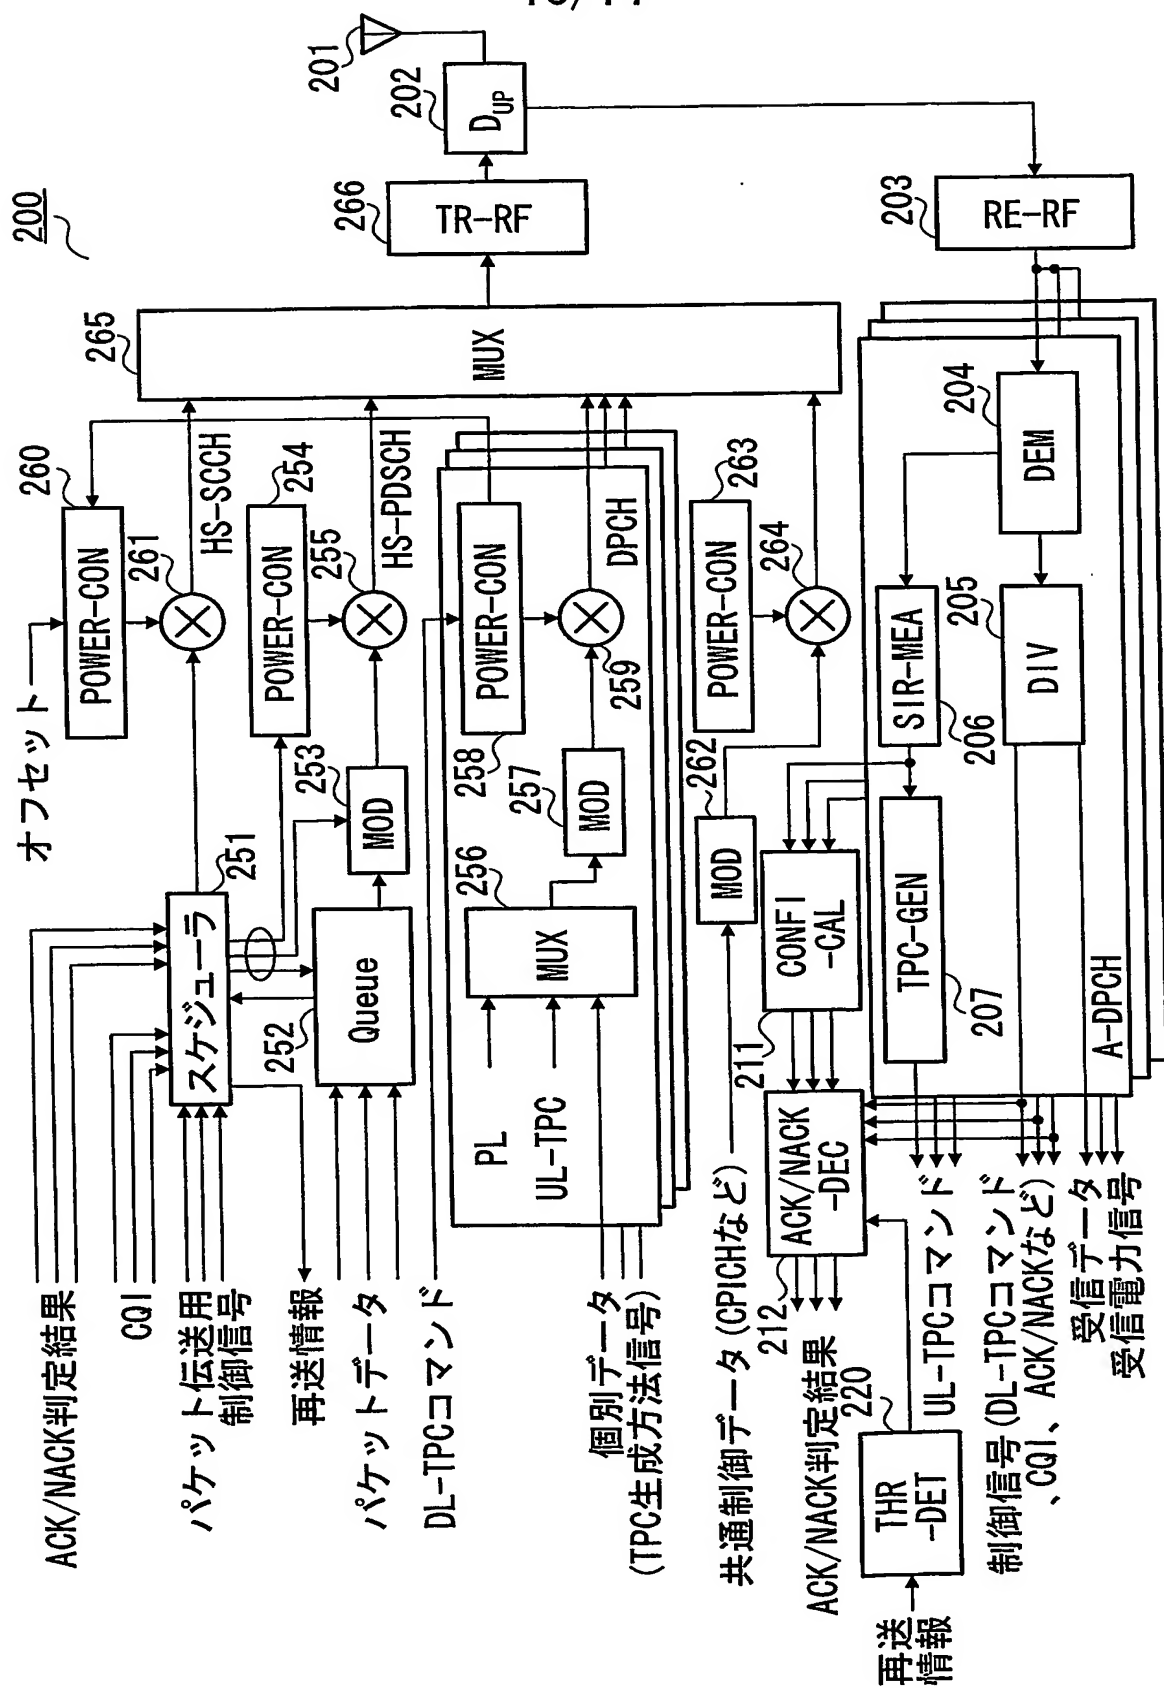 200
201
202
D_UP
266
TR-RF
203
RE-RF
265
MUX
オフセット
260
POWER-CON
261
HS-SCCH
254
POWER-CON
255
HS-PDSCH
ACK/NACK判定結果
CQI
パケット伝送用
制御信号
スケジューラ
251
再送情報
パケットデータ
252
Queue
253
MOD
DL-TPCコマンド
258
POWER-CON
259
DPCH
256
MUX
257
MOD
PL
UL-TPC
個別データ
(TPC生成方法信号)
共通制御データ(CPICHなど)
262
MOD
263
POWER-CON
264
204
DEM
205
DIV
206
SIR-MEA
207
TPC-GEN
A-DPCH
211
CONFI
-CAL
212
ACK/NACK
-DEC
ACK/NACK判定結果
220
THR
-DET
再送
情報
UL-TPCコマンド
制御信号(DL-TPCコマンド
、CQI、ACK/NACKなど)
受信データ
受信電力信号